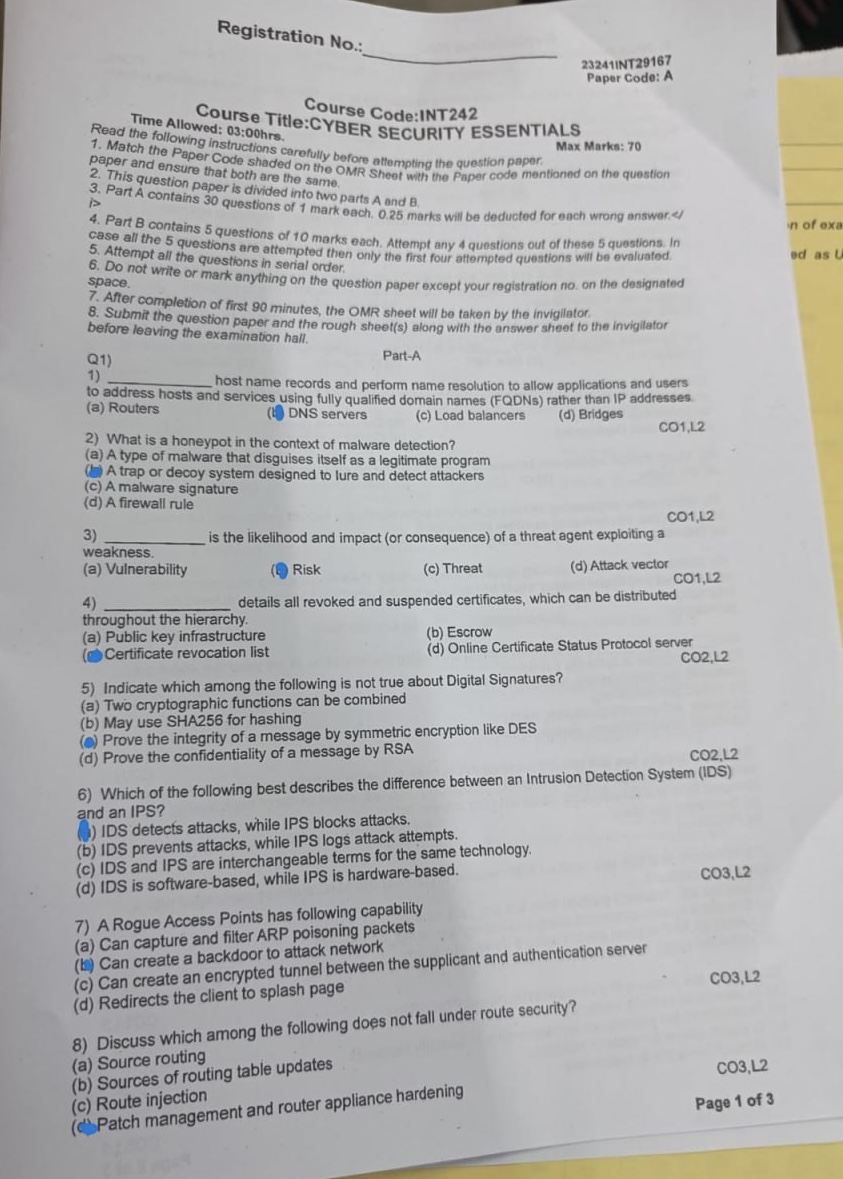 Registration No.:
23241INT29167
Paper Code: A
Course Code:INT242
Course Title:CYBER SECURITY ESSENTIALS
Time Allowed: 03:00hrs.
Max Marks: 70
Read the following instructions carefully before attempting the question paper.
1. Match the Paper Code shaded on the OMR Sheet with the Paper code mentioned on the question
paper and ensure that both are the same.
2. This question paper is divided into two parts A and B.
3. Part A contains 30 questions of 1 mark each. 0.25 marks will be deducted for each wrong answer.</
i>
4. Part B contains 5 questions of 10 marks each. Attempt any 4 questions out of these 5 questions. In
case all the 5 questions are attempted then only the first four attempted questions will be evaluated.
5. Attempt all the questions in serial order.
6. Do not write or mark anything on the question paper except your registration no. on the designated
space.
7. After completion of first 90 minutes, the OMR sheet will be taken by the invigilator.
8. Submit the question paper and the rough sheet(s) along with the answer sheet to the invigilator
before leaving the examination hall.
Part-A
Q1)
1) ____________ host name records and perform name resolution to allow applications and users
to address hosts and services using fully qualified domain names (FQDNs) rather than IP addresses.
(a) Routers (b) DNS servers (c) Load balancers (d) Bridges
CO1,L2
2) What is a honeypot in the context of malware detection?
(a) A type of malware that disguises itself as a legitimate program
(b) A trap or decoy system designed to lure and detect attackers
(c) A malware signature
(d) A firewall rule
CO1,L2
3) ____________ is the likelihood and impact (or consequence) of a threat agent exploiting a
weakness.
(a) Vulnerability (b) Risk (c) Threat (d) Attack vector
CO1,L2
4) ____________ details all revoked and suspended certificates, which can be distributed
throughout the hierarchy.
(a) Public key infrastructure (b) Escrow
(c) Certificate revocation list (d) Online Certificate Status Protocol server
CO2,L2
5) Indicate which among the following is not true about Digital Signatures?
(a) Two cryptographic functions can be combined
(b) May use SHA256 for hashing
(c) Prove the integrity of a message by symmetric encryption like DES
(d) Prove the confidentiality of a message by RSA
CO2,L2
6) Which of the following best describes the difference between an Intrusion Detection System (IDS)
and an IPS?
(a) IDS detects attacks, while IPS blocks attacks.
(b) IDS prevents attacks, while IPS logs attack attempts.
(c) IDS and IPS are interchangeable terms for the same technology.
(d) IDS is software-based, while IPS is hardware-based.
CO3,L2
7) A Rogue Access Points has following capability
(a) Can capture and filter ARP poisoning packets
(b) Can create a backdoor to attack network
(c) Can create an encrypted tunnel between the supplicant and authentication server
(d) Redirects the client to splash page
CO3,L2
8) Discuss which among the following does not fall under route security?
(a) Source routing
(b) Sources of routing table updates
(c) Route injection
(d) Patch management and router appliance hardening
CO3,L2
Page 1 of 3
of exa
ed as U